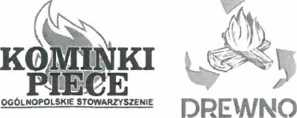 KOMINKI
PIECE
OGÓLNOPOLSKIE STOWARZYSZENIE
DREWNO